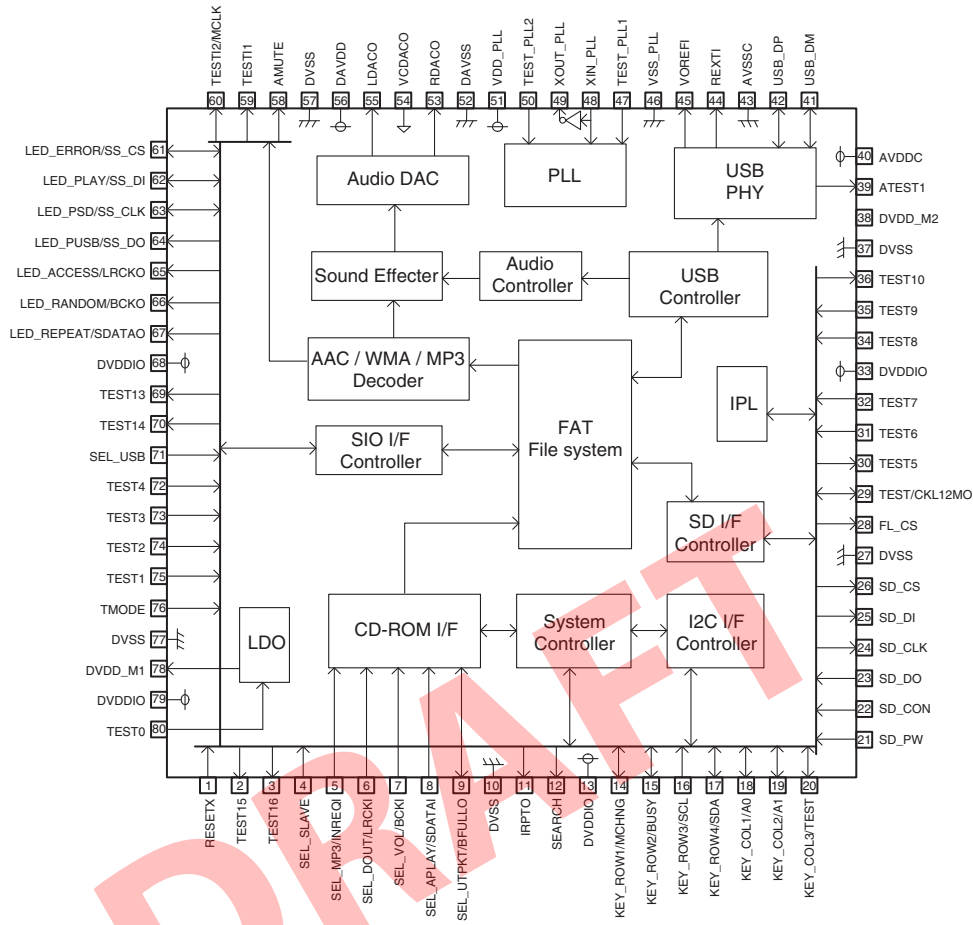 TESTI2/MCLK
TESTI1
AMUTE
DVSS
DAVDD
LDACO
VCDACO
RDACO
DAVSS
VDD_PLL
TEST_PLL2
XOUT_PLL
XIN_PLL
TEST_PLL1
VSS_PLL
VOREFI
REXTI
AVSSC
USB_DP
USB_DM
60 59 58 57 56 55 54 53 52 51 50 49 48 47 46 45 44 43 42 41
LED_ERROR/SS_CS 61
LED_PLAY/SS_DI 62
LED_PSD/SS_CLK 63
LED_PUSB/SS_DO 64
LED_ACCESS/LRCKO 65
LED_RANDOM/BCKO 66
LED_REPEAT/SDATAO 67
DVDDIO 68
TEST13 69
TEST14 70
SEL_USB 71
TEST4 72
TEST3 73
TEST2 74
TEST1 75
TMODE 76
DVSS 77
DVDD_M1 78
DVDDIO 79
TEST0 80
Audio DAC
PLL
USB
PHY
Sound Effecter
Audio
Controller
USB
Controller
AAC / WMA / MP3
Decoder
FAT
File system
IPL
SIO I/F
Controller
SD I/F
Controller
CD-ROM I/F
System
Controller
I2C I/F
Controller
LDO
40 AVDDC
39 ATEST1
38 DVDD_M2
37 DVSS
36 TEST10
35 TEST9
34 TEST8
33 DVDDIO
32 TEST7
31 TEST6
30 TEST5
29 TEST/CKL12MO
28 FL_CS
27 DVSS
26 SD_CS
25 SD_DI
24 SD_CLK
23 SD_DO
22 SD_CON
21 SD_PW
1 2 3 4 5 6 7 8 9 10 11 12 13 14 15 16 17 18 19 20
RESETX
TEST15
TEST16
SEL_SLAVE
SEL_MP3/INREQI
SEL_DOUT/LRCKI
SEL_VOL/BCKI
SEL_APLAY/SDATAI
SEL_UTPKT/BFULLO
DVSS
IRPTO
SEARCH
DVDDIO
KEY_ROW1/MCHNG
KEY_ROW2/BUSY
KEY_ROW3/SCL
KEY_ROW4/SDA
KEY_COL1/A0
KEY_COL2/A1
KEY_COL3/TEST
DRAFT